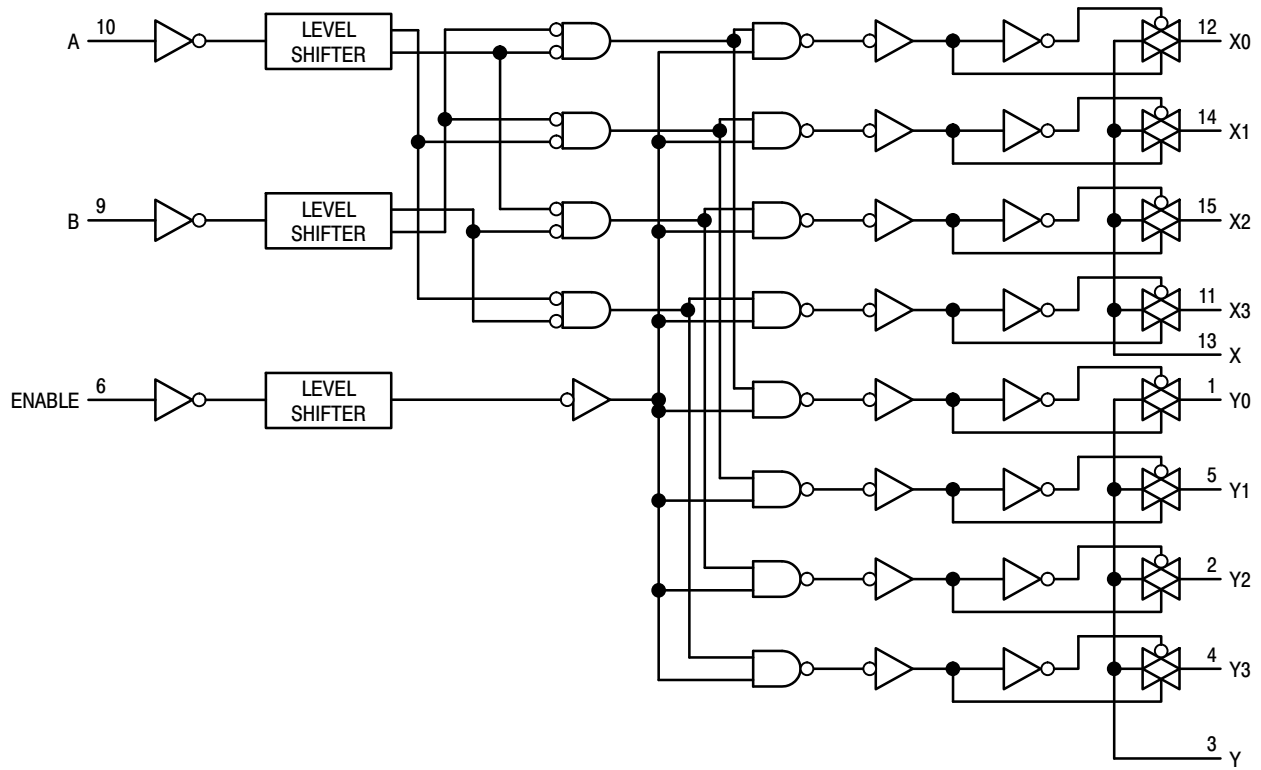 A 10 LEVEL SHIFTER 12 X0
14 X1
B 9 LEVEL SHIFTER 15 X2
11 X3
13 X
ENABLE 6 LEVEL SHIFTER 1 Y0
5 Y1
2 Y2
4 Y3
3 Y